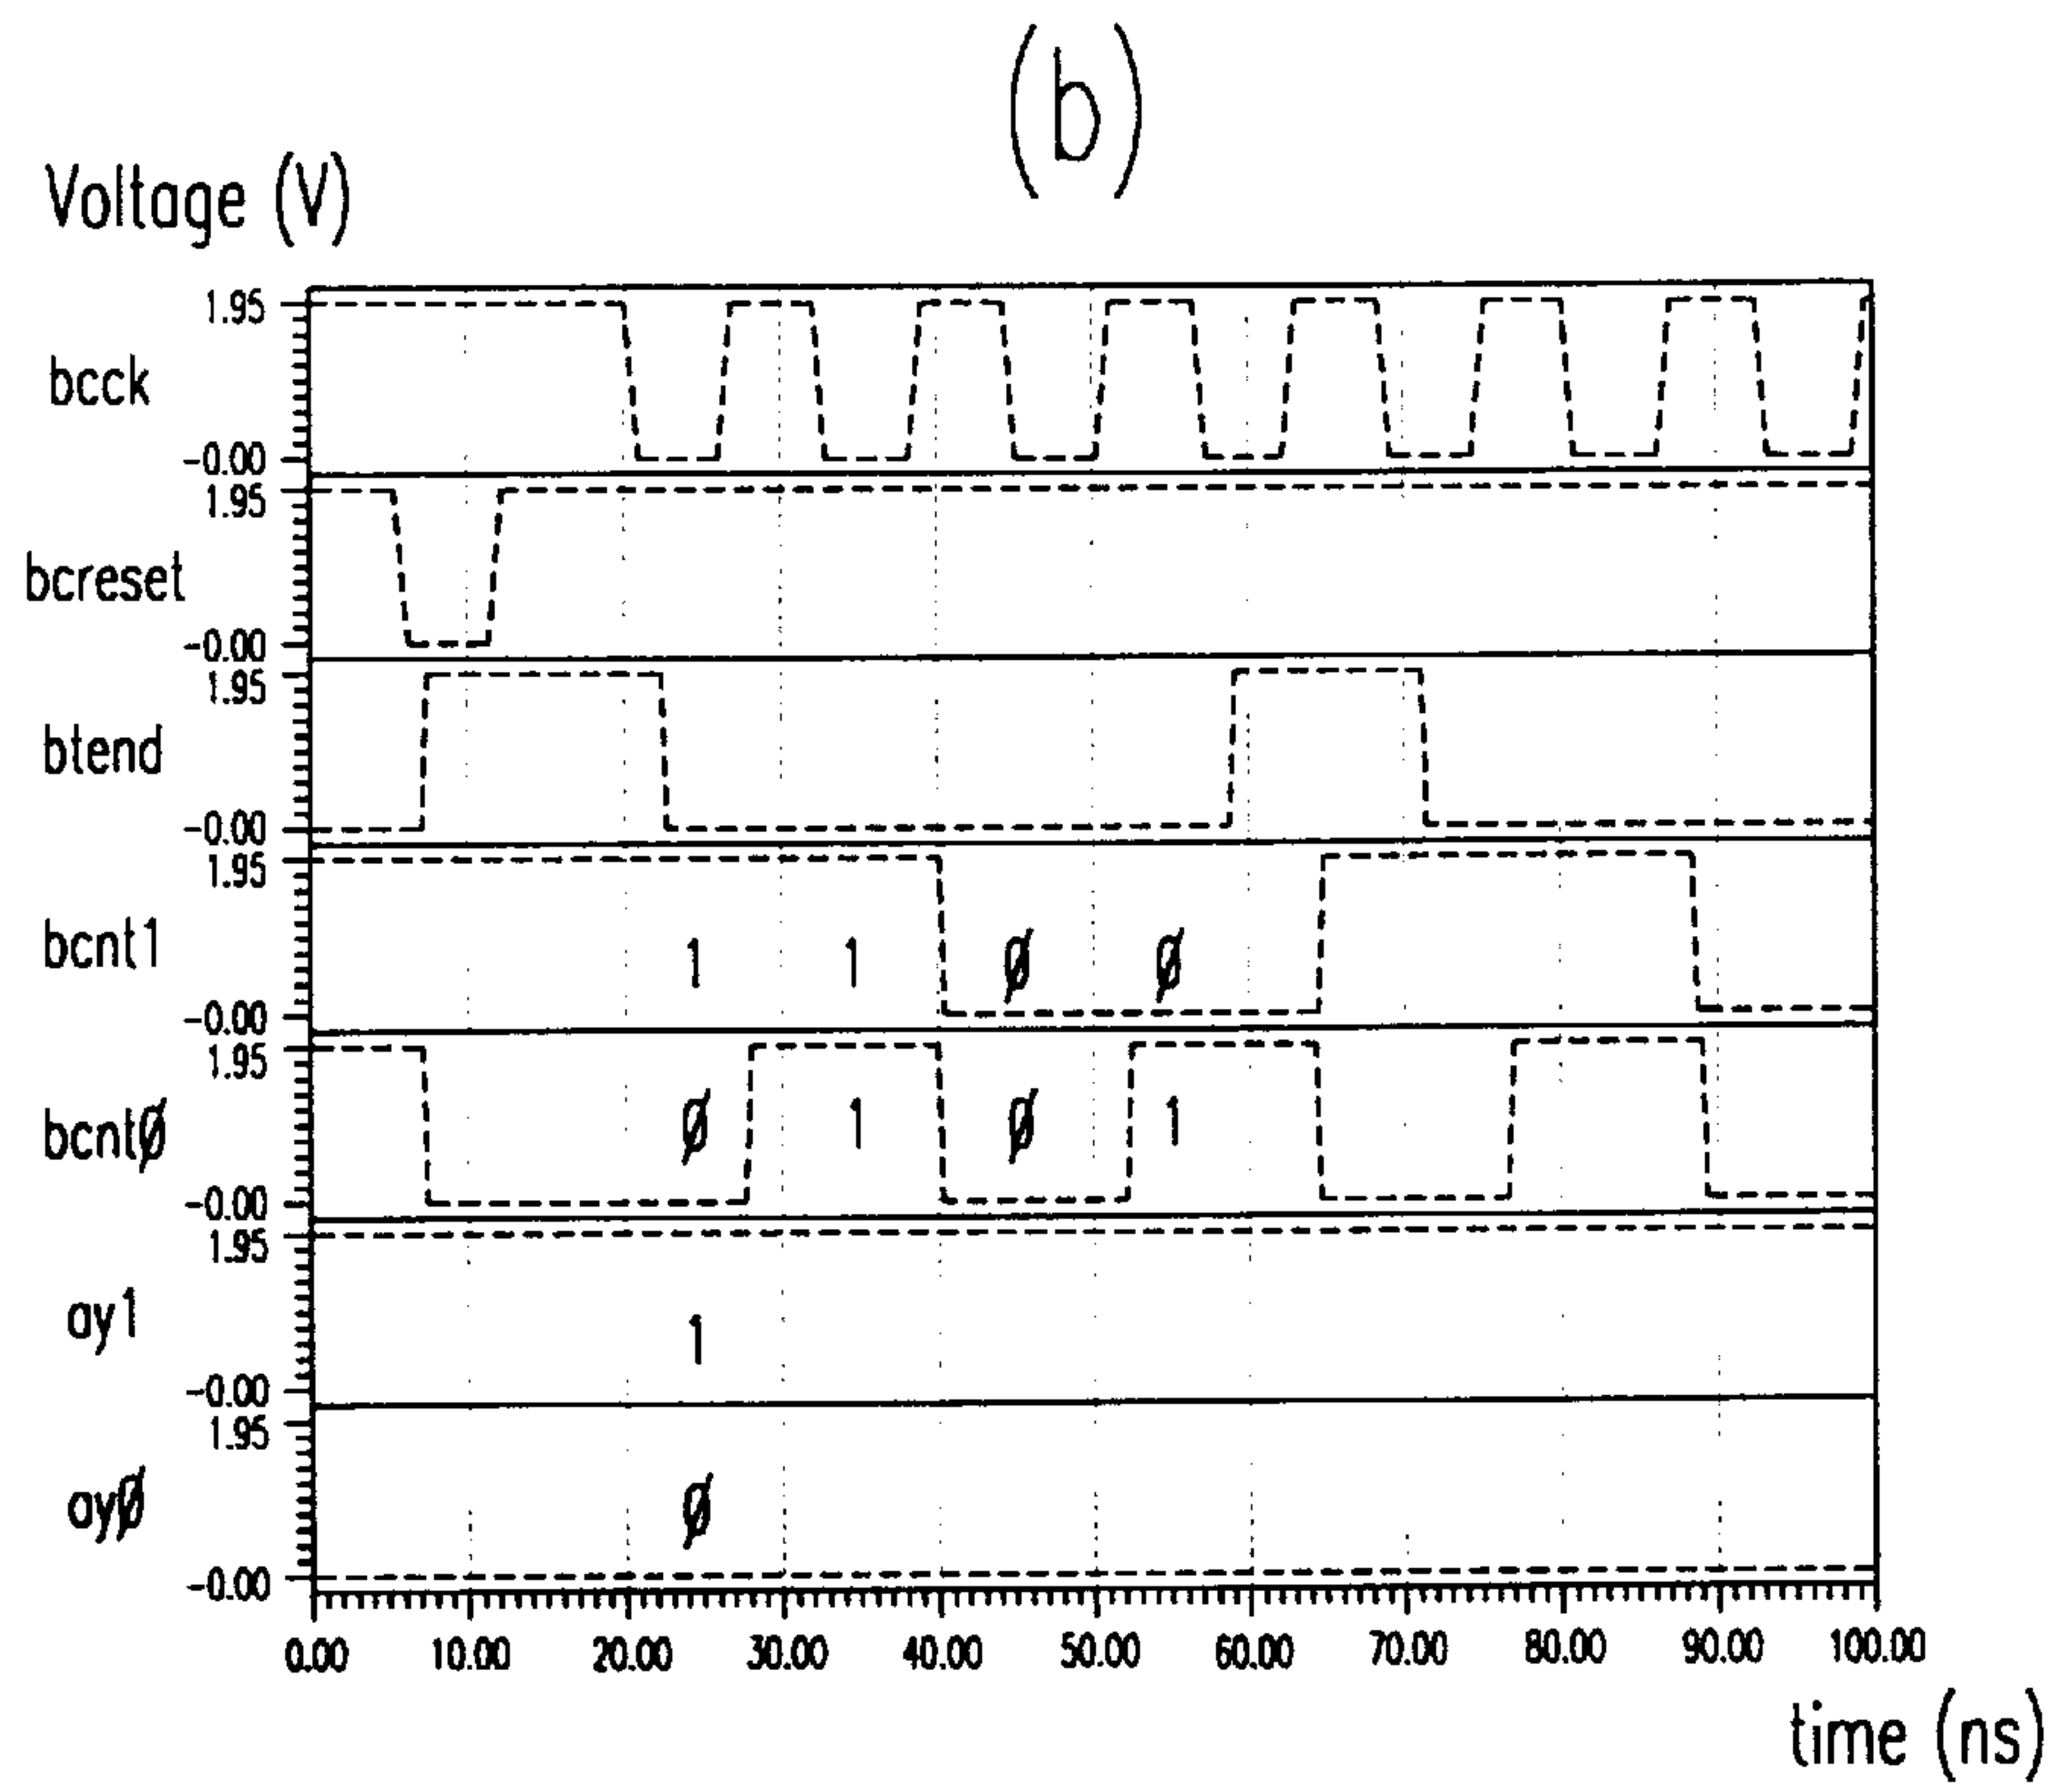 (b)
Voltage (V)
1.95
bcck
-0.00
1.95
bcreset
-0.00
1.95
btend
-0.00
1.95
bcnt1
1 1 Ø Ø
-0.00
1.95
bcntØ
Ø 1 Ø 1
-0.00
1.95
ay1
1
-0.00
1.95
ayØ
Ø
-0.00
0.00 10.00 20.00 30.00 40.00 50.00 60.00 70.00 80.00 90.00 100.00
time (ns)